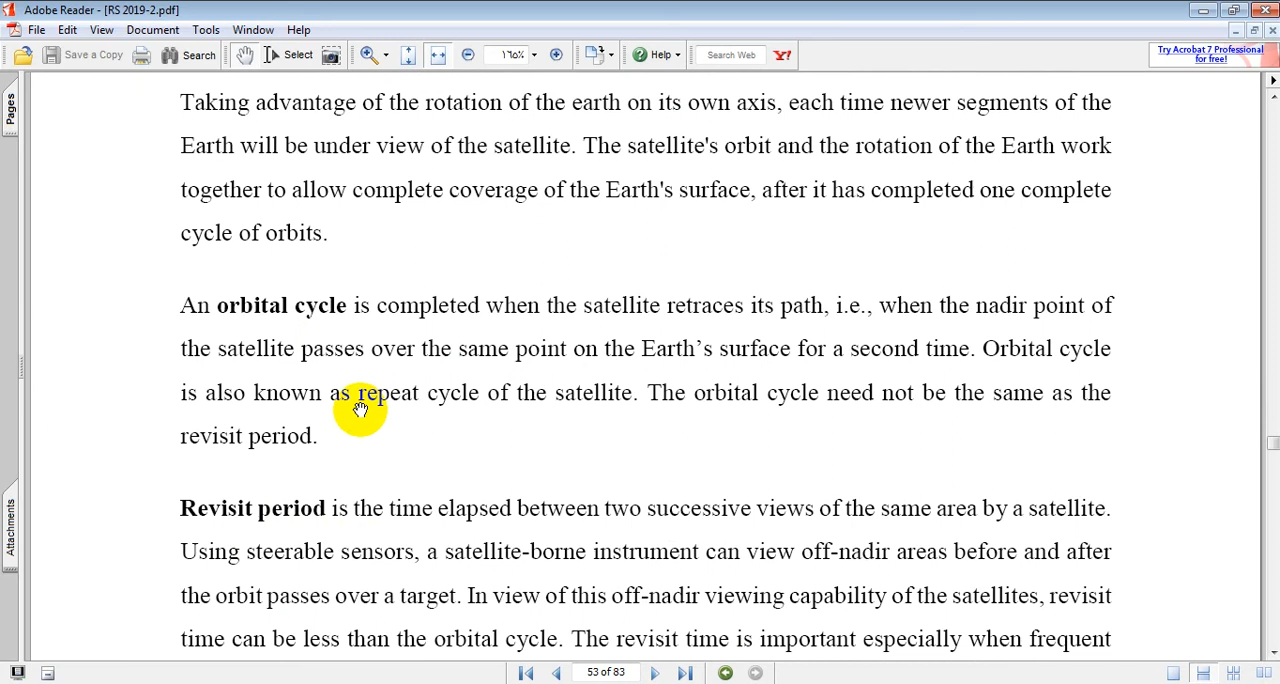 Adobe Reader - [RS 2019-2.pdf]
File Edit View Document Tools Window Help
Save a Copy Search Select ١٦٥% Help Search Web Y! Try Acrobat 7 Professional for free!
Pages
Taking advantage of the rotation of the earth on its own axis, each time newer segments of the
Earth will be under view of the satellite. The satellite's orbit and the rotation of the Earth work
together to allow complete coverage of the Earth's surface, after it has completed one complete
cycle of orbits.
An orbital cycle is completed when the satellite retraces its path, i.e., when the nadir point of
the satellite passes over the same point on the Earth’s surface for a second time. Orbital cycle
is also known as repeat cycle of the satellite. The orbital cycle need not be the same as the
revisit period.
Revisit period is the time elapsed between two successive views of the same area by a satellite.
Using steerable sensors, a satellite-borne instrument can view off-nadir areas before and after
the orbit passes over a target. In view of this off-nadir viewing capability of the satellites, revisit
time can be less than the orbital cycle. The revisit time is important especially when frequent
Attachments
53 of 83